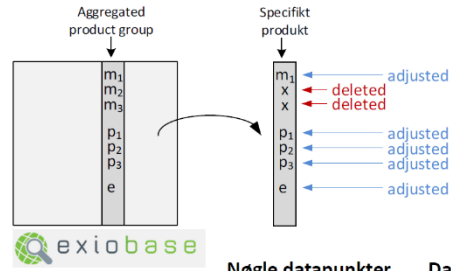 Aggregated
product group
Specifikt
produkt
m1
m2
m3
p1
p2
p3
e
m1
x
x
p1
p2
p3
e
adjusted
deleted
deleted
adjusted
adjusted
adjusted
adjusted
exiobase
Nøgle datapunkter